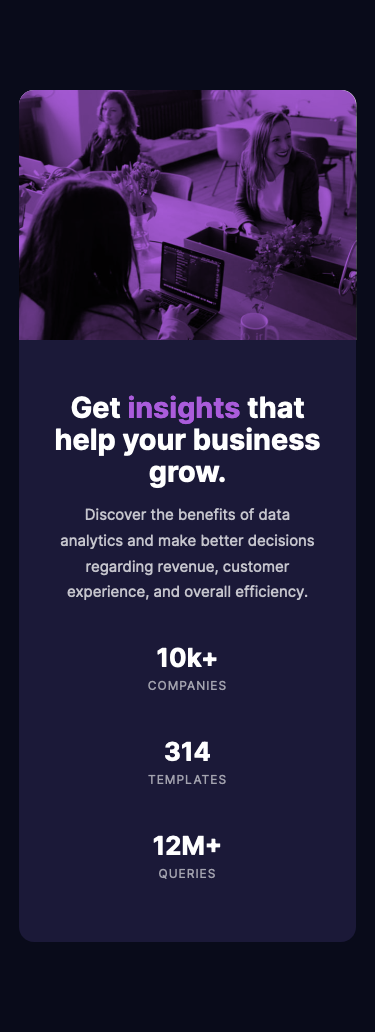 Get insights that
help your business
grow.
Discover the benefits of data
analytics and make better decisions
regarding revenue, customer
experience, and overall efficiency.
10k+
COMPANIES
314
TEMPLATES
12M+
QUERIES